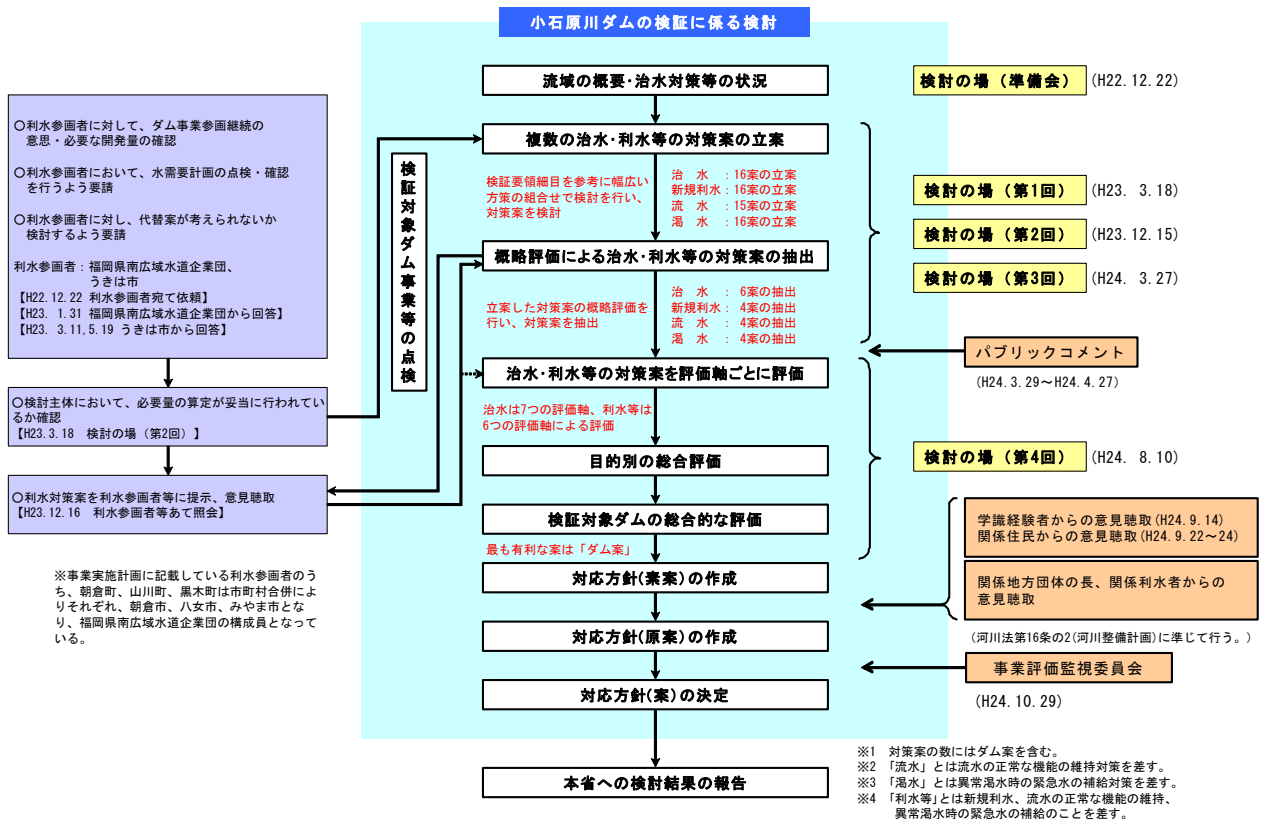 小石原川ダムの検証に係る検討
流域の概要･治水対策等の状況
複数の治水･利水等の対策案の立案
検証要領細目を参考に幅広い
方策の組合せで検討を行い、
対策案を検討
治　水　：16案の立案
新規利水：16案の立案
流　水　：15案の立案
渇　水　：16案の立案
概略評価による治水･利水等の対策案の抽出
立案した対策案の概略評価を
行い、対策案を抽出
治　水　： 6案の抽出
新規利水： 4案の抽出
流　水　： 4案の抽出
渇　水　： 4案の抽出
治水･利水等の対策案を評価軸ごとに評価
治水は7つの評価軸、利水等は
6つの評価軸による評価
目的別の総合評価
検証対象ダムの総合的な評価
最も有利な案は「ダム案」
対応方針(素案)の作成
対応方針(原案)の作成
対応方針(案)の決定
本省への検討結果の報告
検証対象ダム事業等の点検
〇利水参画者に対して、ダム事業参画継続の
意思・必要な開発量の確認
〇利水参画者において、水需要計画の点検・確認
を行うよう要請
〇利水参画者に対し、代替案が考えられないか
検討するよう要請
利水参画者：福岡県南広域水道企業団、
うきは市
【H22.12.22 利水参画者宛て依頼】
【H23. 1.31 福岡県南広域水道企業団から回答】
【H23. 3.11,5.19 うきは市から回答】
〇検討主体において、必要量の算定が妥当に行われてい
るか確認
【H23.3.18　検討の場（第2回）】
〇利水対策案を利水参画者等に提示、意見聴取
【H23.12.16　利水参画者等あて照会】
※事業実施計画に記載している利水参画者のう
ち、朝倉町、山川町、黒木町は市町村合併によ
りそれぞれ、朝倉市、八女市、みやま市とな
り、福岡県南広域水道企業団の構成員となって
いる。
検討の場（準備会） (H22.12.22)
検討の場（第1回） (H23. 3.18)
検討の場（第2回） (H23.12.15)
検討の場（第3回） (H24. 3.27)
パブリックコメント
(H24.3.29～H24.4.27)
検討の場（第4回） (H24. 8.10)
学識経験者からの意見聴取(H24.9.14)
関係住民からの意見聴取(H24.9.22～24)
関係地方団体の長、関係利水者からの
意見聴取
(河川法第16条の2(河川整備計画)に準じて行う。)
事業評価監視委員会
(H24.10.29)
※1　対策案の数にはダム案を含む。
※2　「流水」とは流水の正常な機能の維持対策を差す。
※3　「渇水」とは異常渇水時の緊急水の補給対策を差す。
※4　「利水等」とは新規利水、流水の正常な機能の維持、
異常渇水時の緊急水の補給のことを差す。